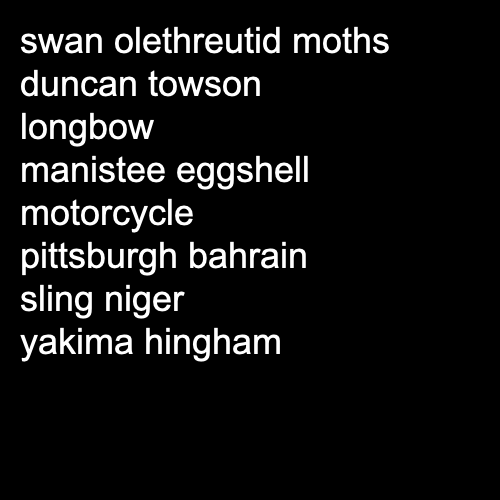 swan olethreutid moths
duncan towson
longbow
manistee eggshell
motorcycle
pittsburgh bahrain
sling niger
yakima hingham